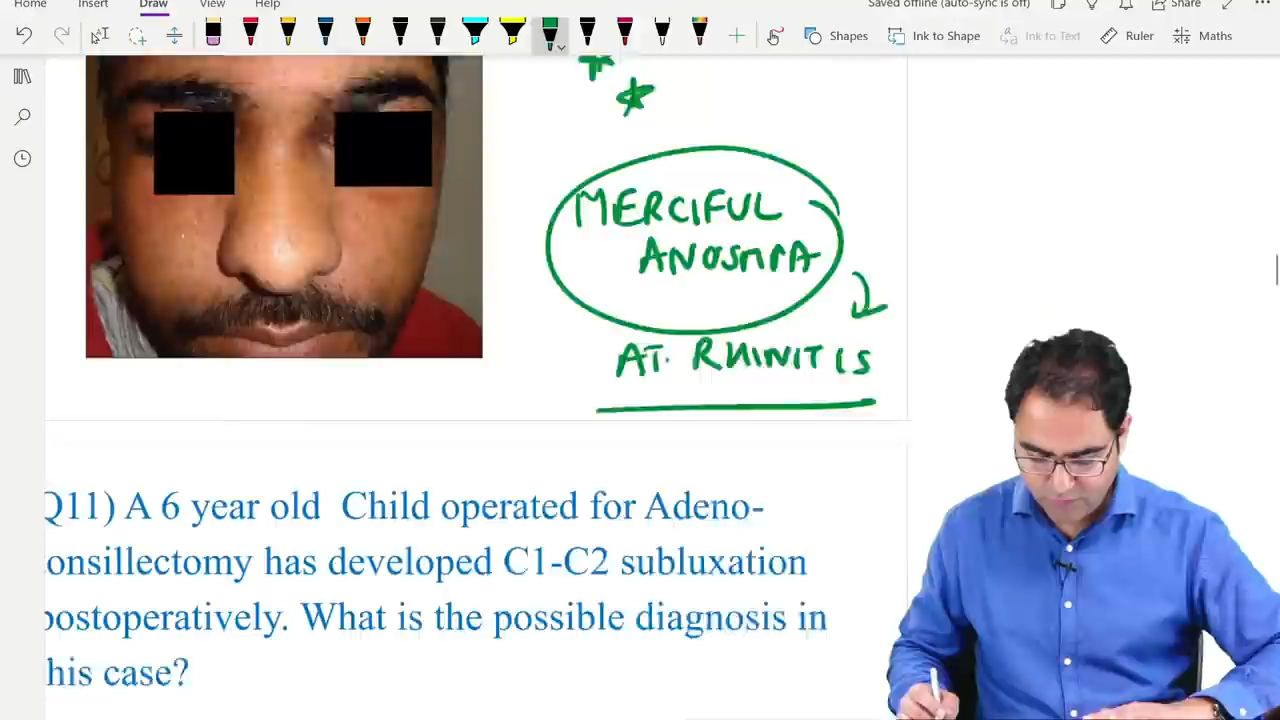 Home Insert Draw View Help Saved offline (auto-sync is off) Share
Shapes Ink to Shape Ink to Text Ruler Maths
MERCIFUL
ANOSMIA
AT. RHINITIS
Q11) A 6 year old Child operated for Adeno-
onsillectomy has developed C1-C2 subluxation
postoperatively. What is the possible diagnosis in
his case?